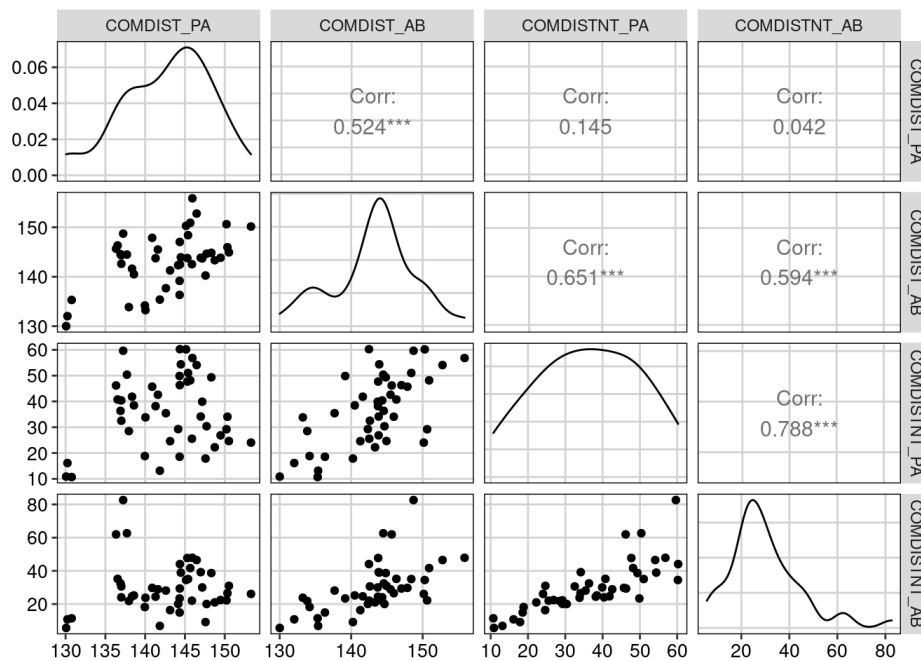 COMDIST_PA COMDIST_AB COMDISTNT_PA COMDISTNT_AB
0.06
0.04
0.02
0.00
Corr:
0.524***
Corr:
0.145
Corr:
0.042
COMDIST_PA
150
140
130
Corr:
0.651***
Corr:
0.594***
COMDIST_AB
60
50
40
30
20
10
Corr:
0.788***
COMDISTNT_PA
80
60
40
20
COMDISTNT_AB
130 135 140 145 150 130 140 150 10 20 30 40 50 60 20 40 60 80